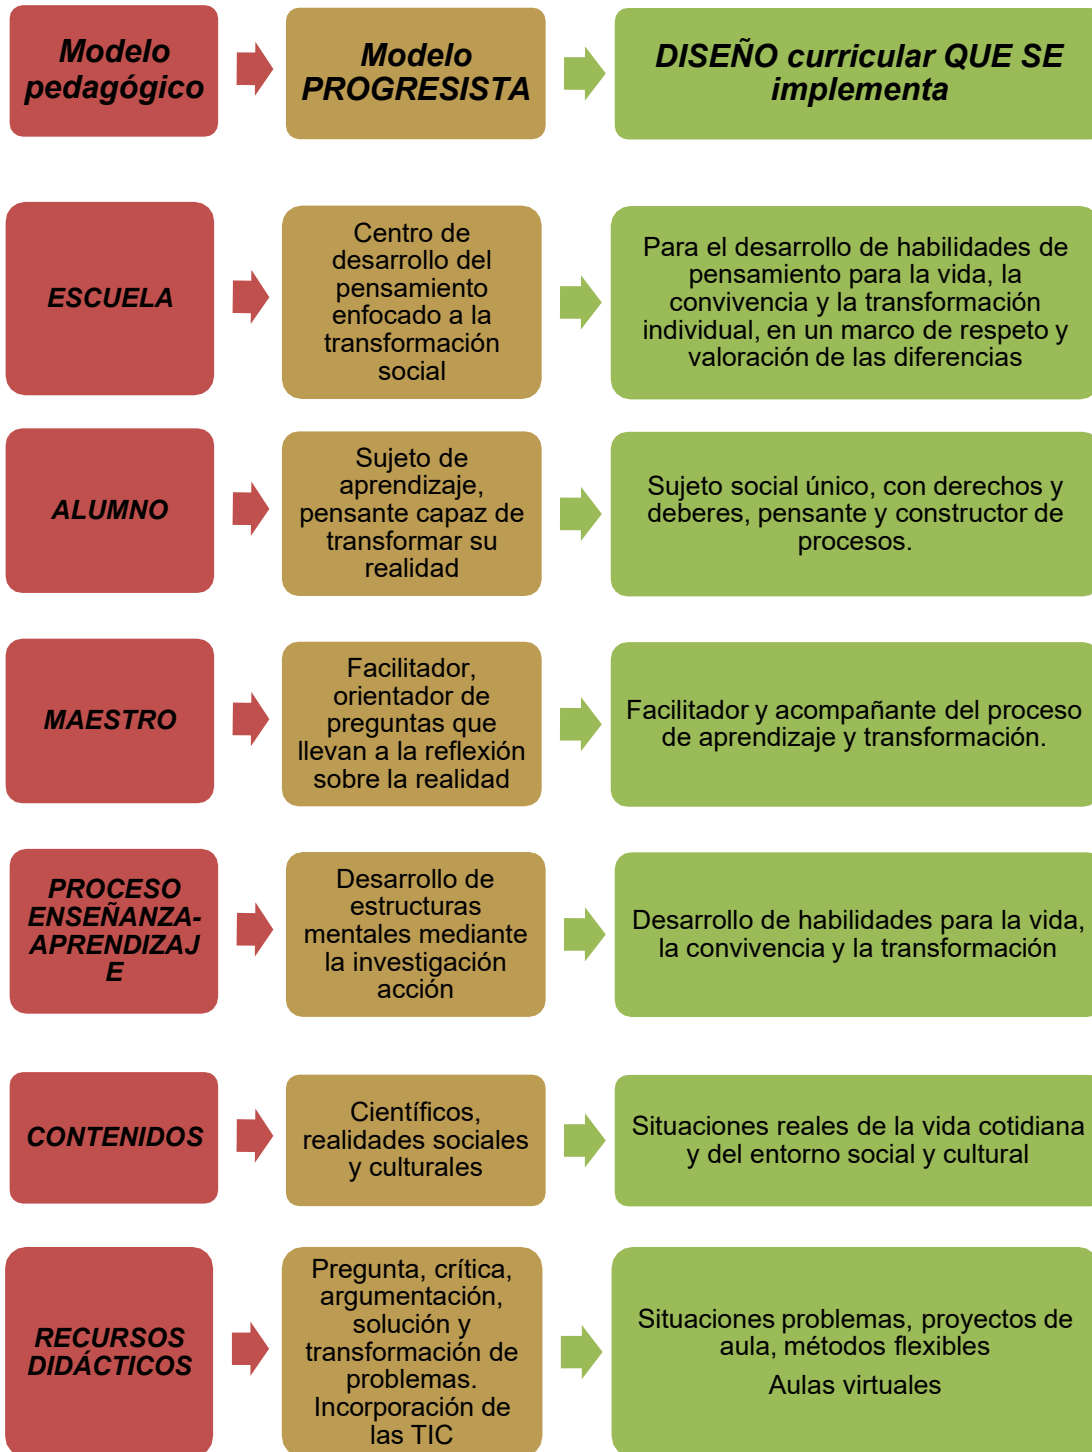 Modelo
pedagógico
Modelo
PROGRESISTA
DISEÑO curricular QUE SE
implementa
ESCUELA
Centro de
desarrollo del
pensamiento
enfocado a la
transformación
social
Para el desarrollo de habilidades de
pensamiento para la vida, la
convivencia y la transformación
individual, en un marco de respeto y
valoración de las diferencias
ALUMNO
Sujeto de
aprendizaje,
pensante capaz de
transformar su
realidad
Sujeto social único, con derechos y
deberes, pensante y constructor de
procesos.
MAESTRO
Facilitador,
orientador de
preguntas que
llevan a la reflexión
sobre la realidad
Facilitador y acompañante del proceso
de aprendizaje y transformación.
PROCESO
ENSEÑANZA-
APRENDIZAJ
E
Desarrollo de
estructuras
mentales mediante
la investigación
acción
Desarrollo de habilidades para la vida,
la convivencia y la transformación
CONTENIDOS
Científicos,
realidades sociales
y culturales
Situaciones reales de la vida cotidiana
y del entorno social y cultural
RECURSOS
DIDÁCTICOS
Pregunta, crítica,
argumentación,
solución y
transformación de
problemas.
Incorporación de
las TIC
Situaciones problemas, proyectos de
aula, métodos flexibles
Aulas virtuales